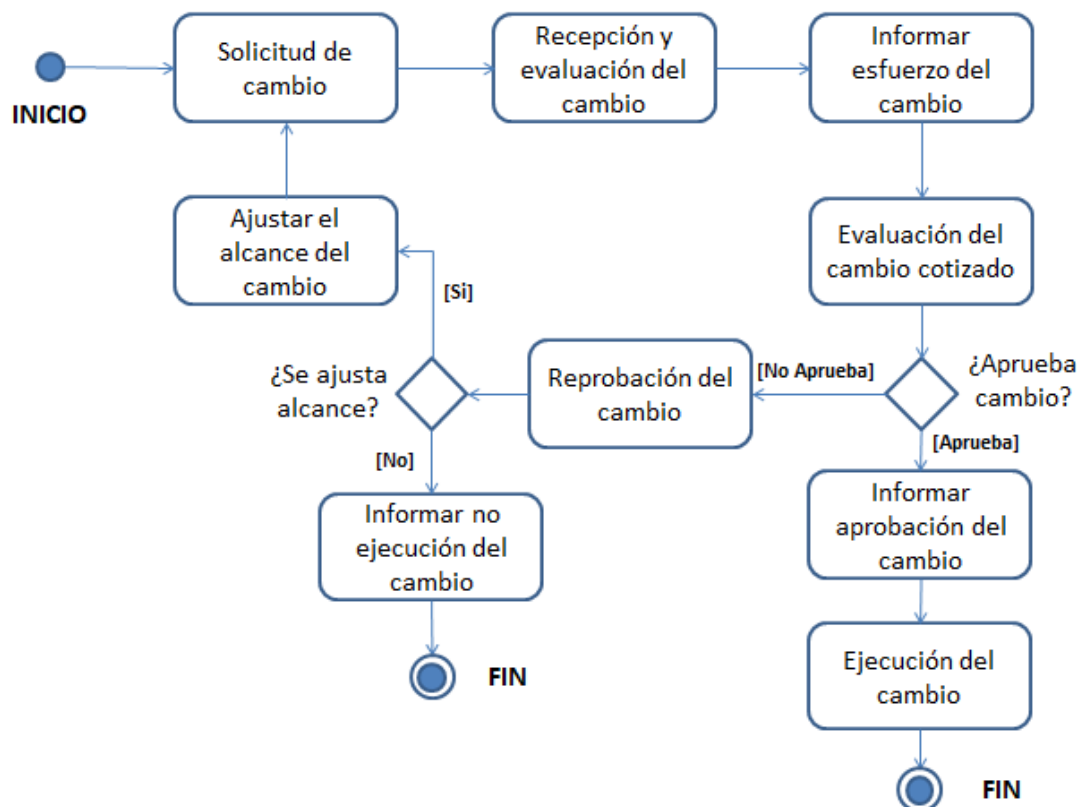 INICIO
Solicitud de
cambio
Recepción y
evaluación del
cambio
Informar
esfuerzo del
cambio
Ajustar el
alcance del
cambio
Evaluación del
cambio cotizado
[Si]
¿Se ajusta
alcance?
Reprobación del
cambio
[No Aprueba]
¿Aprueba
cambio?
[No]
[Aprueba]
Informar no
ejecución del
cambio
Informar
aprobación del
cambio
FIN
Ejecución del
cambio
FIN